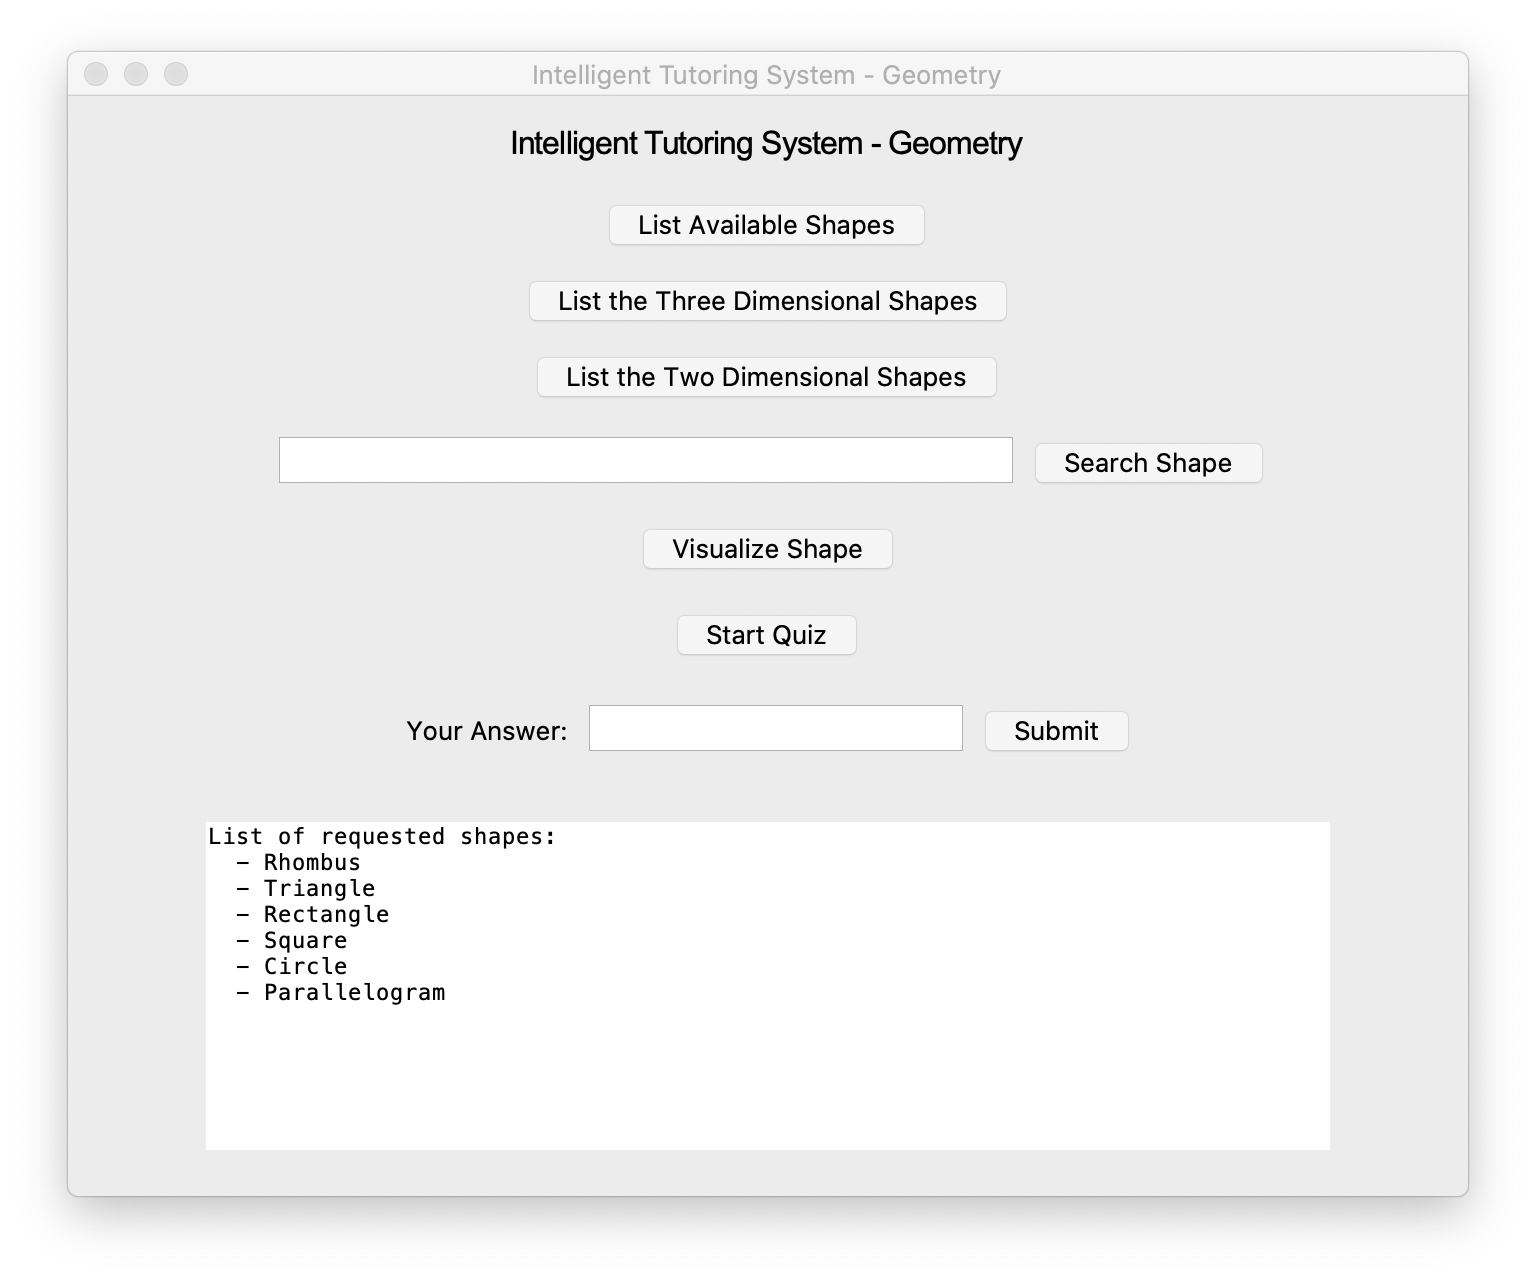 Intelligent Tutoring System - Geometry
Intelligent Tutoring System - Geometry
List Available Shapes
List the Three Dimensional Shapes
List the Two Dimensional Shapes
Search Shape
Visualize Shape
Start Quiz
Your Answer: Submit
List of requested shapes:
- Rhombus
- Triangle
- Rectangle
- Square
- Circle
- Parallelogram